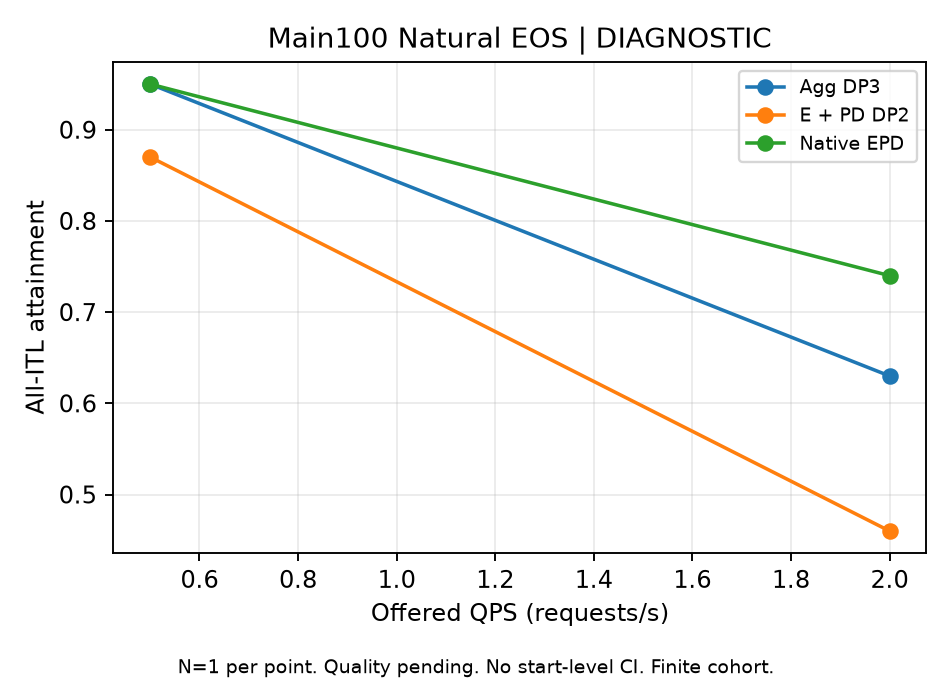 Main100 Natural EOS | DIAGNOSTIC
Agg DP3
E + PD DP2
Native EPD
All-ITL attainment
0.9
0.8
0.7
0.6
0.5
0.6 0.8 1.0 1.2 1.4 1.6 1.8 2.0
Offered QPS (requests/s)
N=1 per point. Quality pending. No start-level CI. Finite cohort.